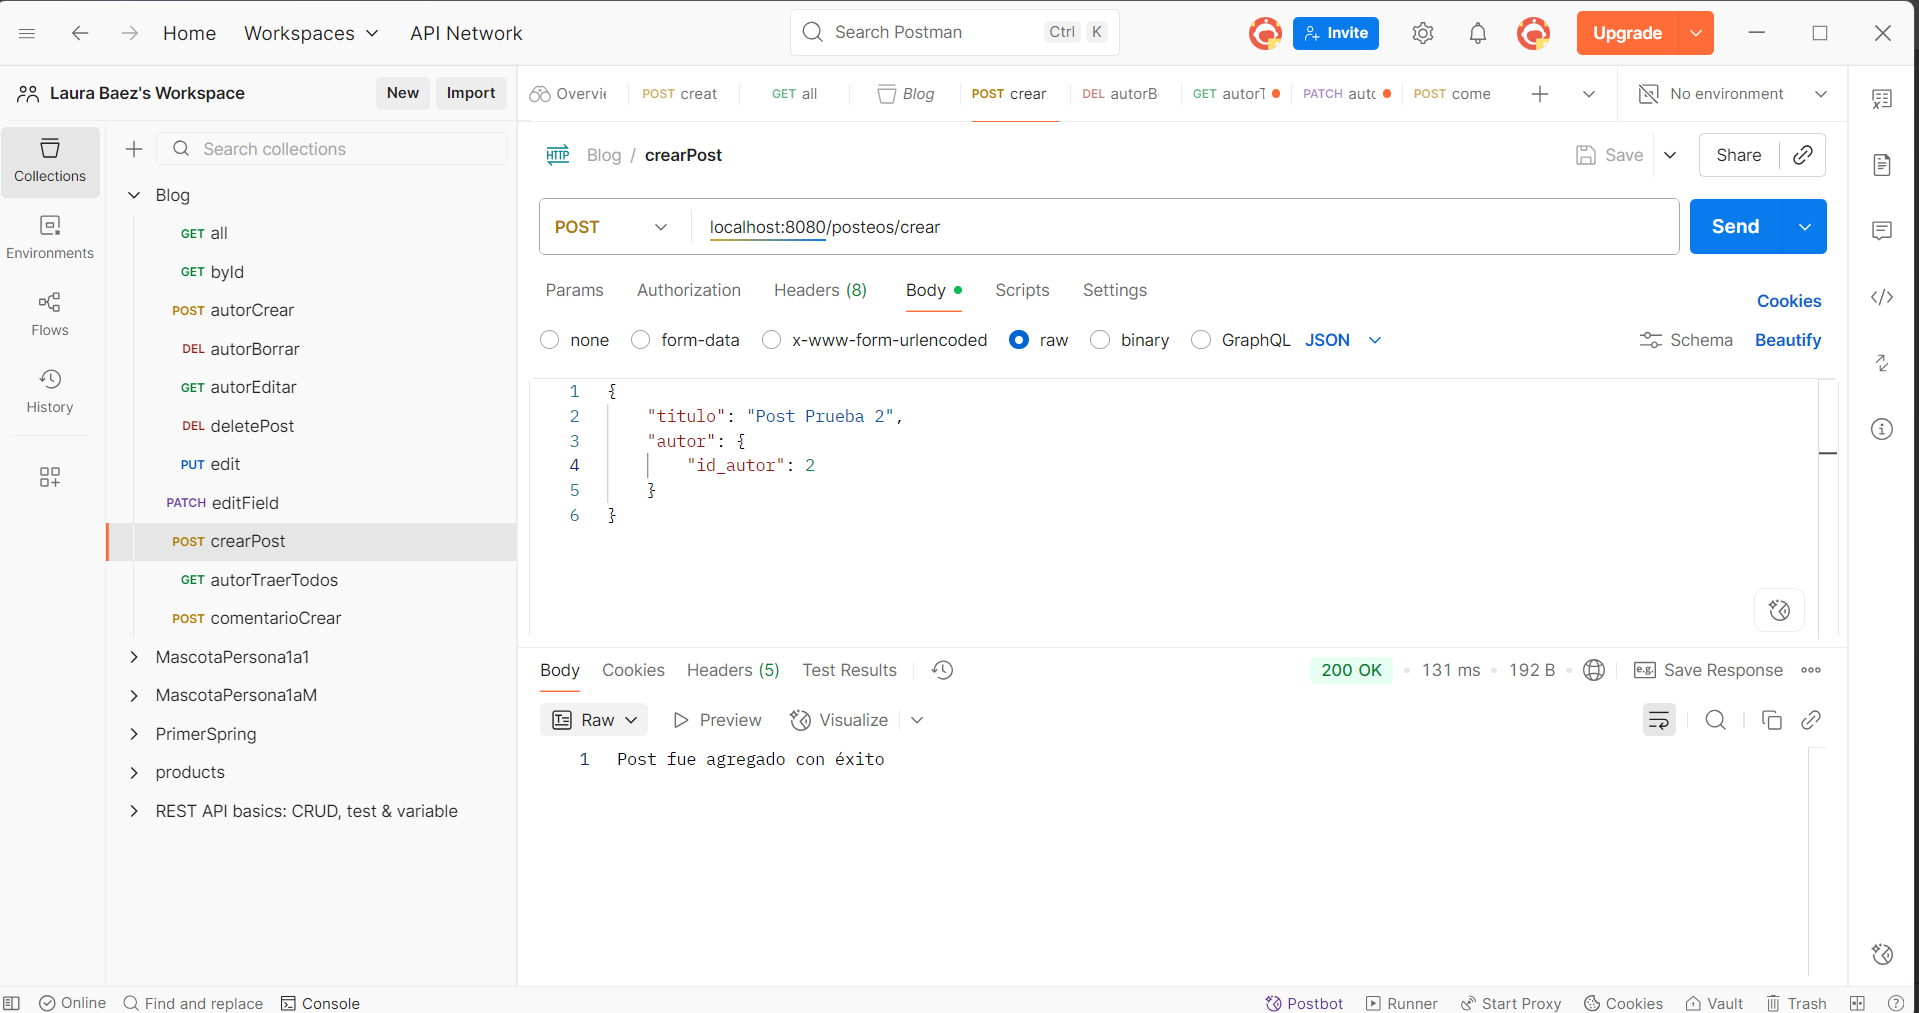 Home Workspaces API Network Search Postman Ctrl K Invite Upgrade
Laura Baez's Workspace New Import
Overvie POST creat GET all Blog POST crear DEL autorB GET autorT PATCH auto POST come No environment
Collections
Environments
Flows
History
Search collections
Blog
GET all
GET byId
POST autorCrear
DEL autorBorrar
GET autorEditar
DEL deletePost
PUT edit
PATCH editField
POST crearPost
GET autorTraerTodos
POST comentarioCrear
MascotaPersona1a1
MascotaPersona1aM
PrimerSpring
products
REST API basics: CRUD, test & variable
HTTP Blog / crearPost Save Share
POST localhost:8080/posteos/crear Send
Params Authorization Headers (8) Body Scripts Settings Cookies
none form-data x-www-form-urlencoded raw binary GraphQL JSON Schema Beautify
1 {
2 "titulo": "Post Prueba 2",
3 "autor": {
4 "id_autor": 2
5 }
6 }
Body Cookies Headers (5) Test Results 200 OK 131 ms 192 B e.g. Save Response
Raw Preview Visualize
1 Post fue agregado con éxito
Online Find and replace Console Postbot Runner Start Proxy Cookies Vault Trash